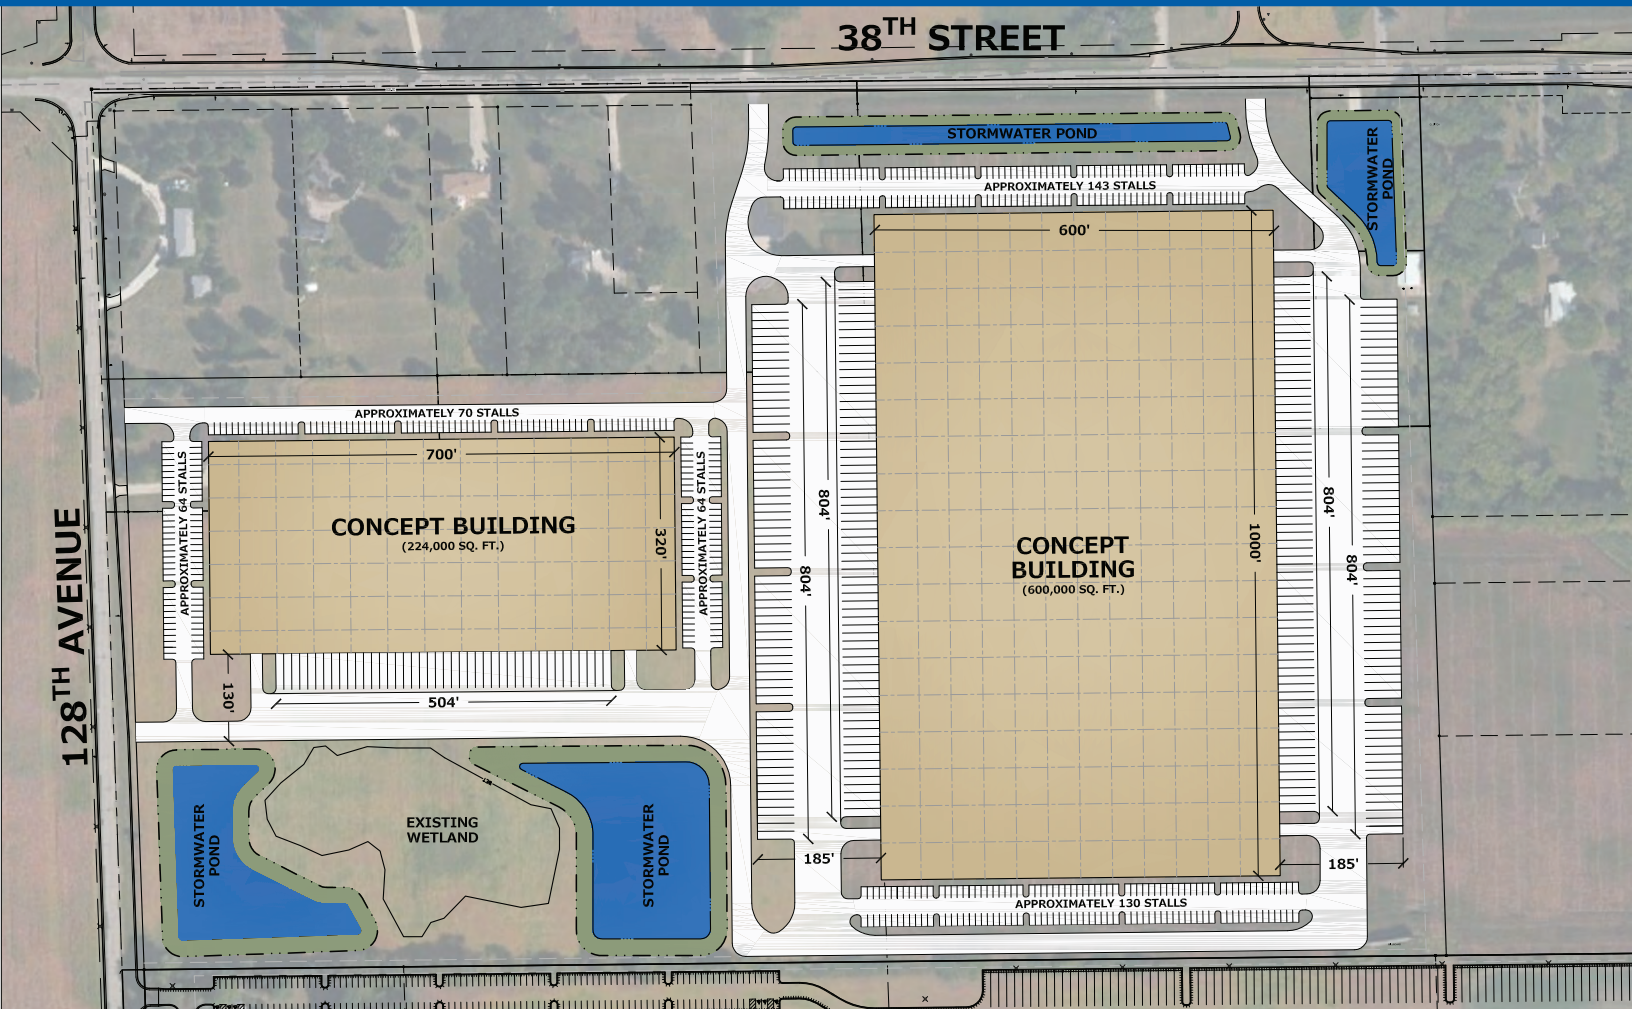 38TH STREET
STORMWATER POND
STORMWATER
POND
APPROXIMATELY 143 STALLS
600'
APPROXIMATELY 70 STALLS
700'
APPROXIMATELY 64 STALLS
CONCEPT BUILDING
(224,000 SQ. FT.)
320'
APPROXIMATELY 64 STALLS
804'
804'
CONCEPT
BUILDING
(600,000 SQ. FT.)
1000'
804'
804'
128TH AVENUE
130'
504'
STORMWATER
POND
EXISTING
WETLAND
STORMWATER
POND
185'
185'
APPROXIMATELY 130 STALLS